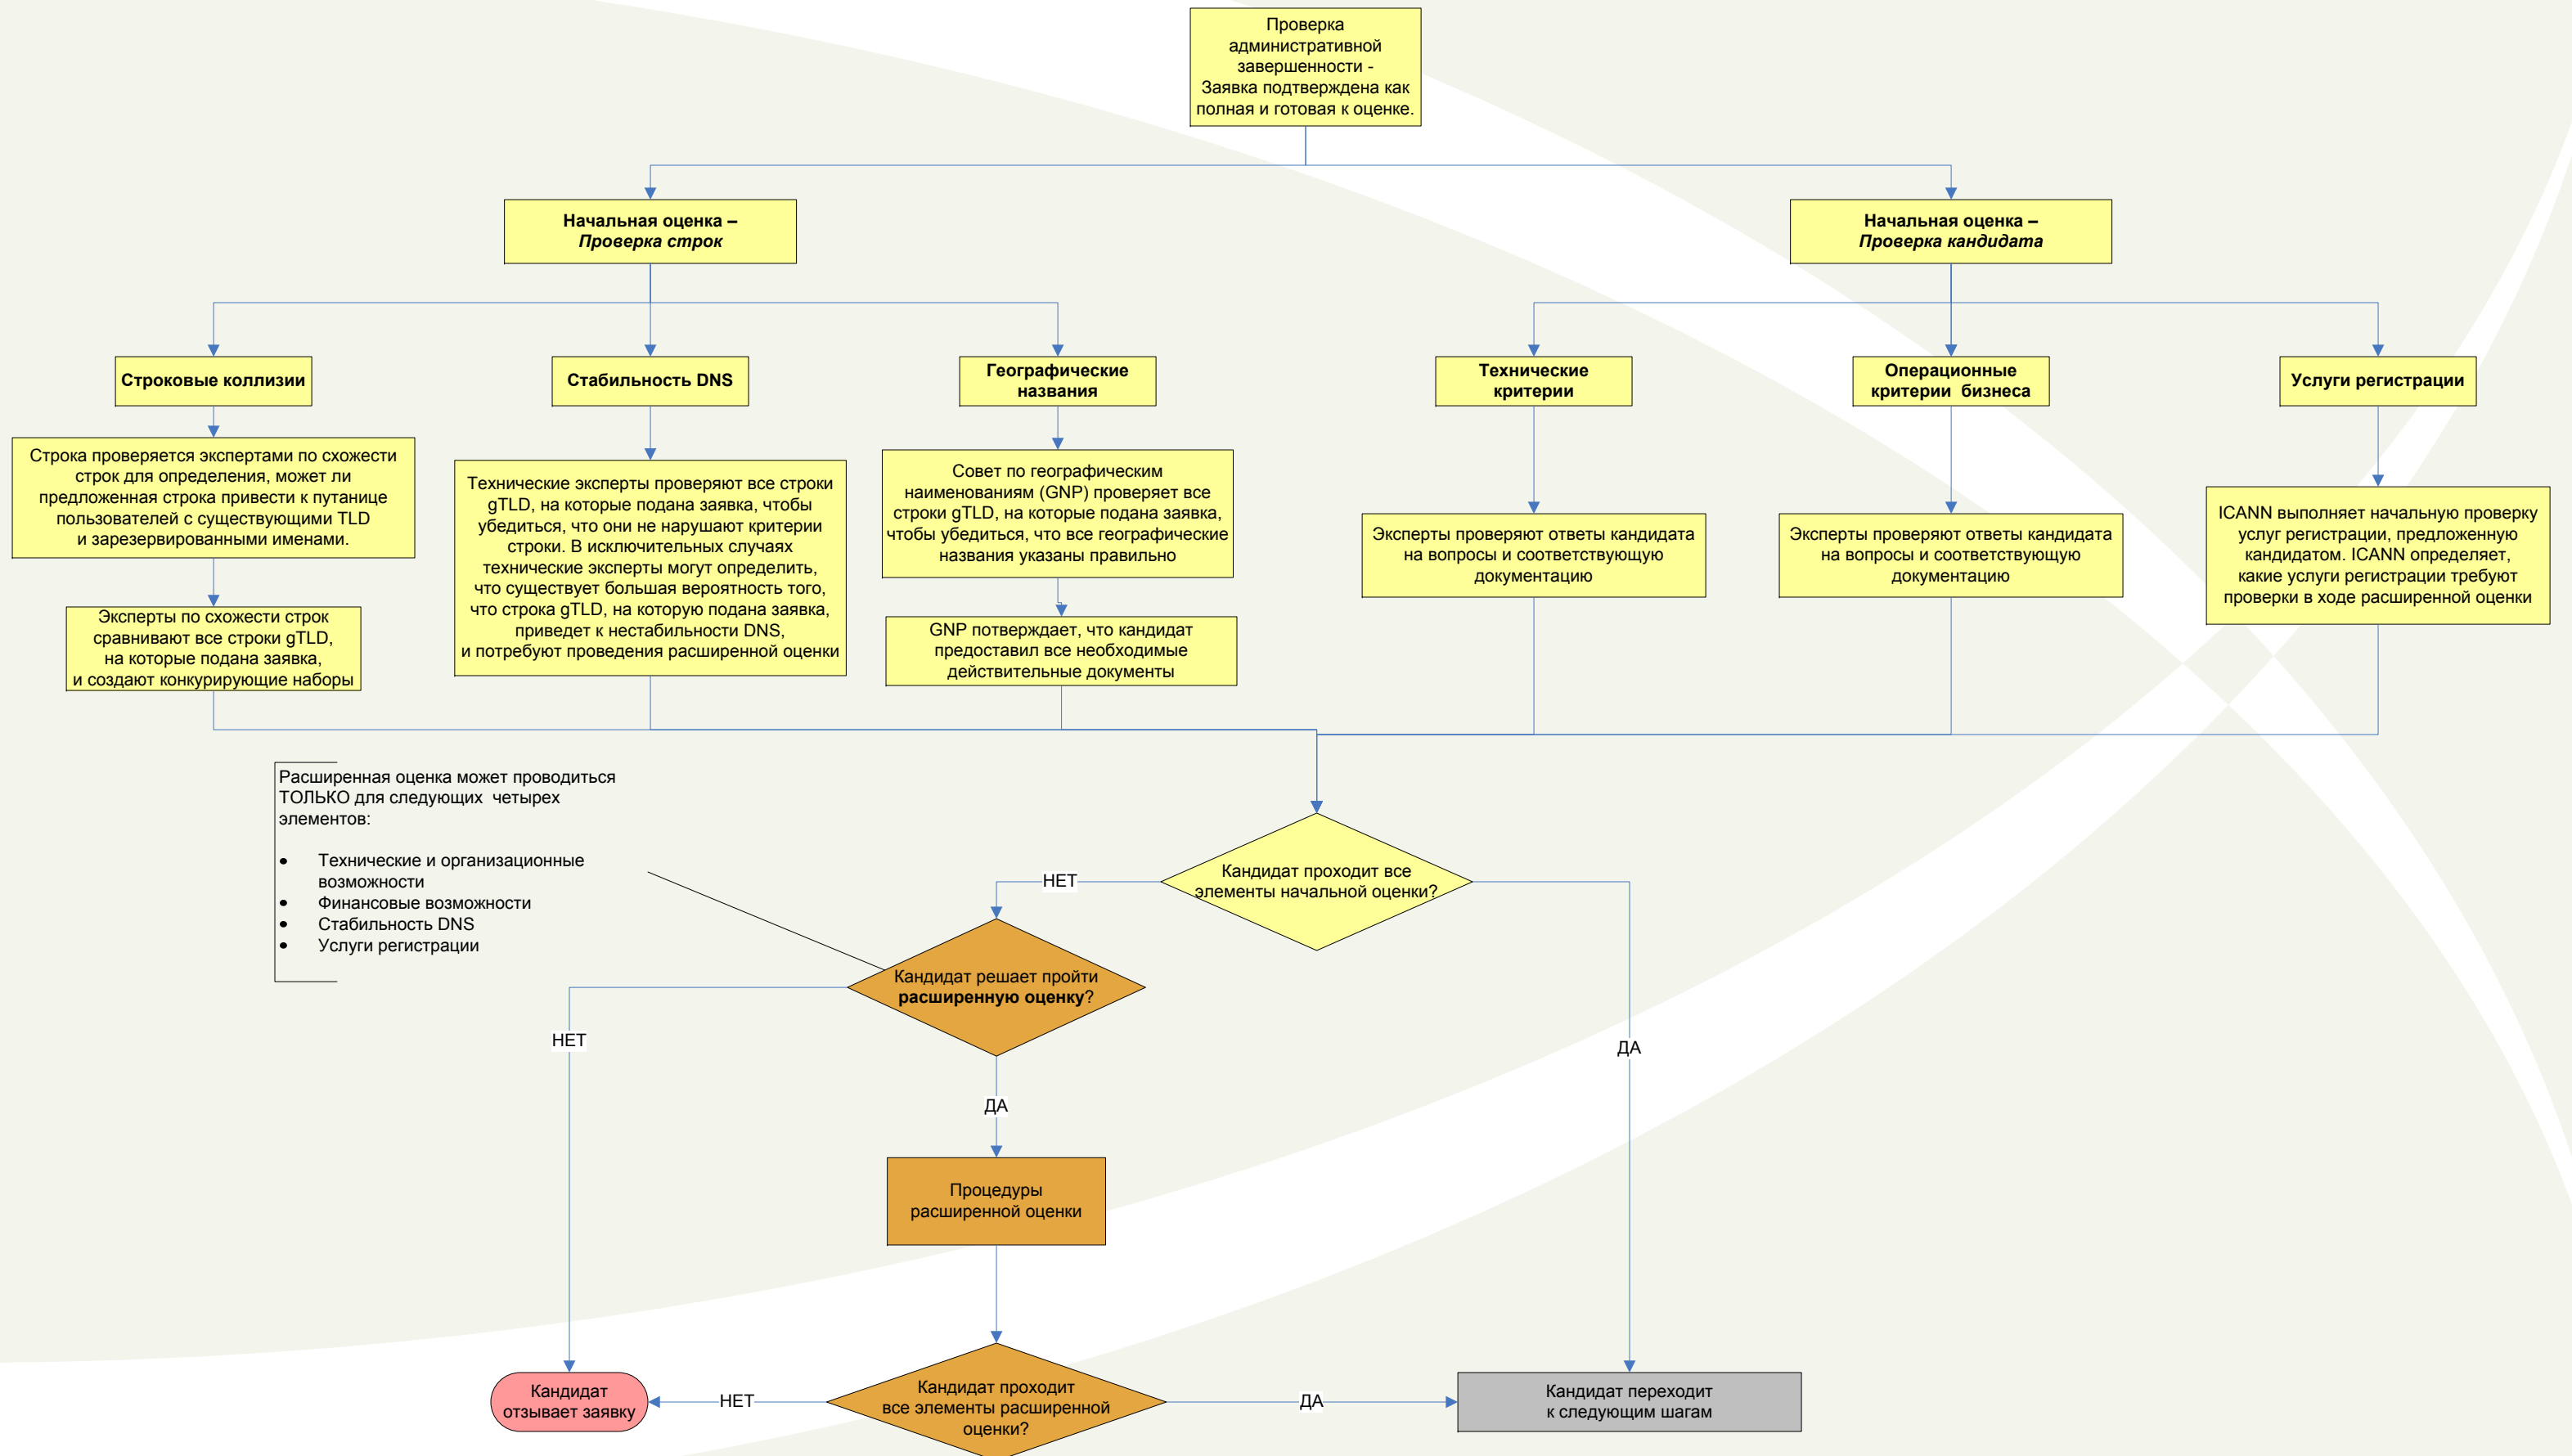 Проверка
административной
завершенности -
Заявка подтверждена как
полная и готовая к оценке.
Начальная оценка –
Проверка строк
Начальная оценка –
Проверка кандидата
Строковые коллизии
Стабильность DNS
Географические
названия
Технические
критерии
Операционные
критерии бизнеса
Услуги регистрации
Строка проверяется экспертами по схожести
строк для определения, может ли
предложенная строка привести к путанице
пользователей с существующими TLD
и зарезервированными именами.
Технические эксперты проверяют все строки
gTLD, на которые подана заявка, чтобы
убедиться, что они не нарушают критерии
строки. В исключительных случаях
технические эксперты могут определить,
что существует большая вероятность того,
что строка gTLD, на которую подана заявка,
приведет к нестабильности DNS,
и потребуют проведения расширенной оценки
Совет по географическим
наименованиям (GNP) проверяет все
строки gTLD, на которые подана заявка,
чтобы убедиться, что все географические
названия указаны правильно
Эксперты проверяют ответы кандидата
на вопросы и соответствующую
документацию
Эксперты проверяют ответы кандидата
на вопросы и соответствующую
документацию
ICANN выполняет начальную проверку
услуг регистрации, предложенную
кандидатом. ICANN определяет,
какие услуги регистрации требуют
проверки в ходе расширенной оценки
Эксперты по схожести строк
сравнивают все строки gTLD,
на которые подана заявка,
и создают конкурирующие наборы
GNP потверждает, что кандидат
предоставил все необходимые
действительные документы
Расширенная оценка может проводиться
ТОЛЬКО для следующих четырех
элементов:
• Технические и организационные
возможности
• Финансовые возможности
• Стабильность DNS
• Услуги регистрации
Кандидат проходит все
элементы начальной оценки?
НЕТ
Кандидат решает пройти
расширенную оценку?
НЕТ
ДА
ДА
Процедуры
расширенной оценки
Кандидат
отзывает заявку
НЕТ
Кандидат проходит
все элементы расширенной
оценки?
ДА
Кандидат переходит
к следующим шагам